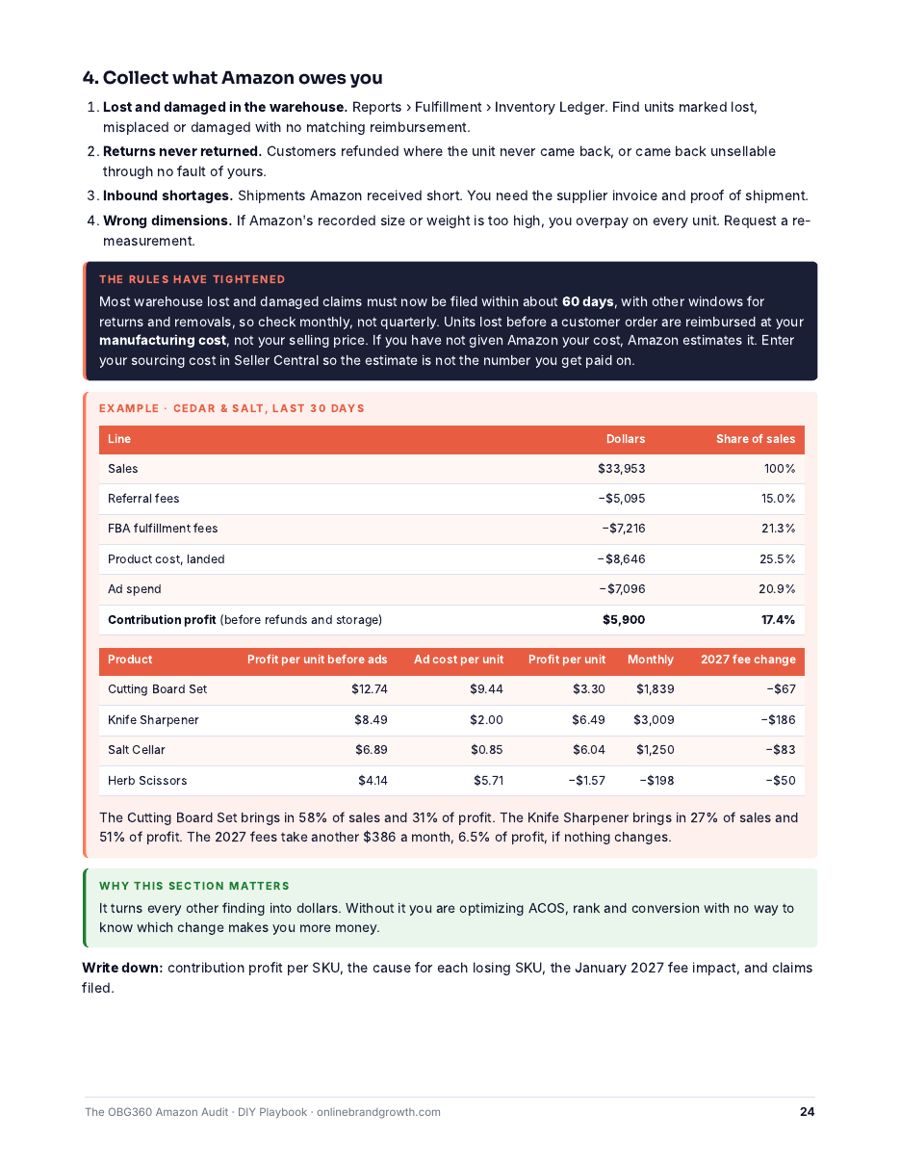 4. Collect what Amazon owes you
1. Lost and damaged in the warehouse. Reports › Fulfillment › Inventory Ledger. Find units marked lost,
misplaced or damaged with no matching reimbursement.
2. Returns never returned. Customers refunded where the unit never came back, or came back unsellable
through no fault of yours.
3. Inbound shortages. Shipments Amazon received short. You need the supplier invoice and proof of shipment.
4. Wrong dimensions. If Amazon's recorded size or weight is too high, you overpay on every unit. Request a re-
measurement.
THE RULES HAVE TIGHTENED
Most warehouse lost and damaged claims must now be filed within about 60 days, with other windows for
returns and removals, so check monthly, not quarterly. Units lost before a customer order are reimbursed at your
manufacturing cost, not your selling price. If you have not given Amazon your cost, Amazon estimates it. Enter
your sourcing cost in Seller Central so the estimate is not the number you get paid on.
EXAMPLE · CEDAR & SALT, LAST 30 DAYS
Line Dollars Share of sales
Sales $33,953 100%
Referral fees −$5,095 15.0%
FBA fulfillment fees −$7,216 21.3%
Product cost, landed −$8,646 25.5%
Ad spend −$7,096 20.9%
Contribution profit (before refunds and storage) $5,900 17.4%
Product Profit per unit before ads Ad cost per unit Profit per unit Monthly 2027 fee change
Cutting Board Set $12.74 $9.44 $3.30 $1,839 −$67
Knife Sharpener $8.49 $2.00 $6.49 $3,009 −$186
Salt Cellar $6.89 $0.85 $6.04 $1,250 −$83
Herb Scissors $4.14 $5.71 −$1.57 −$198 −$50
The Cutting Board Set brings in 58% of sales and 31% of profit. The Knife Sharpener brings in 27% of sales and
51% of profit. The 2027 fees take another $386 a month, 6.5% of profit, if nothing changes.
WHY THIS SECTION MATTERS
It turns every other finding into dollars. Without it you are optimizing ACOS, rank and conversion with no way to
know which change makes you more money.
Write down: contribution profit per SKU, the cause for each losing SKU, the January 2027 fee impact, and claims
filed.
The OBG360 Amazon Audit · DIY Playbook · onlinebrandgrowth.com 24